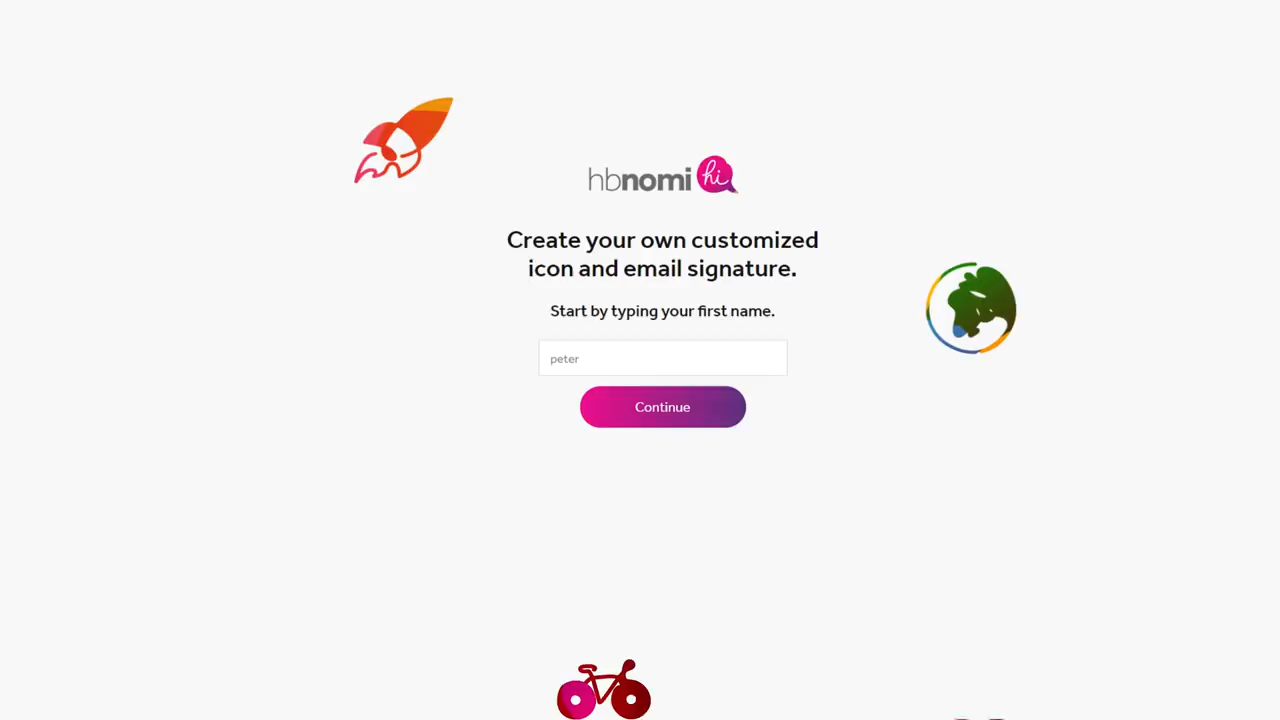 hbnomi hi
Create your own customized
icon and email signature.
Start by typing your first name.
peter
Continue